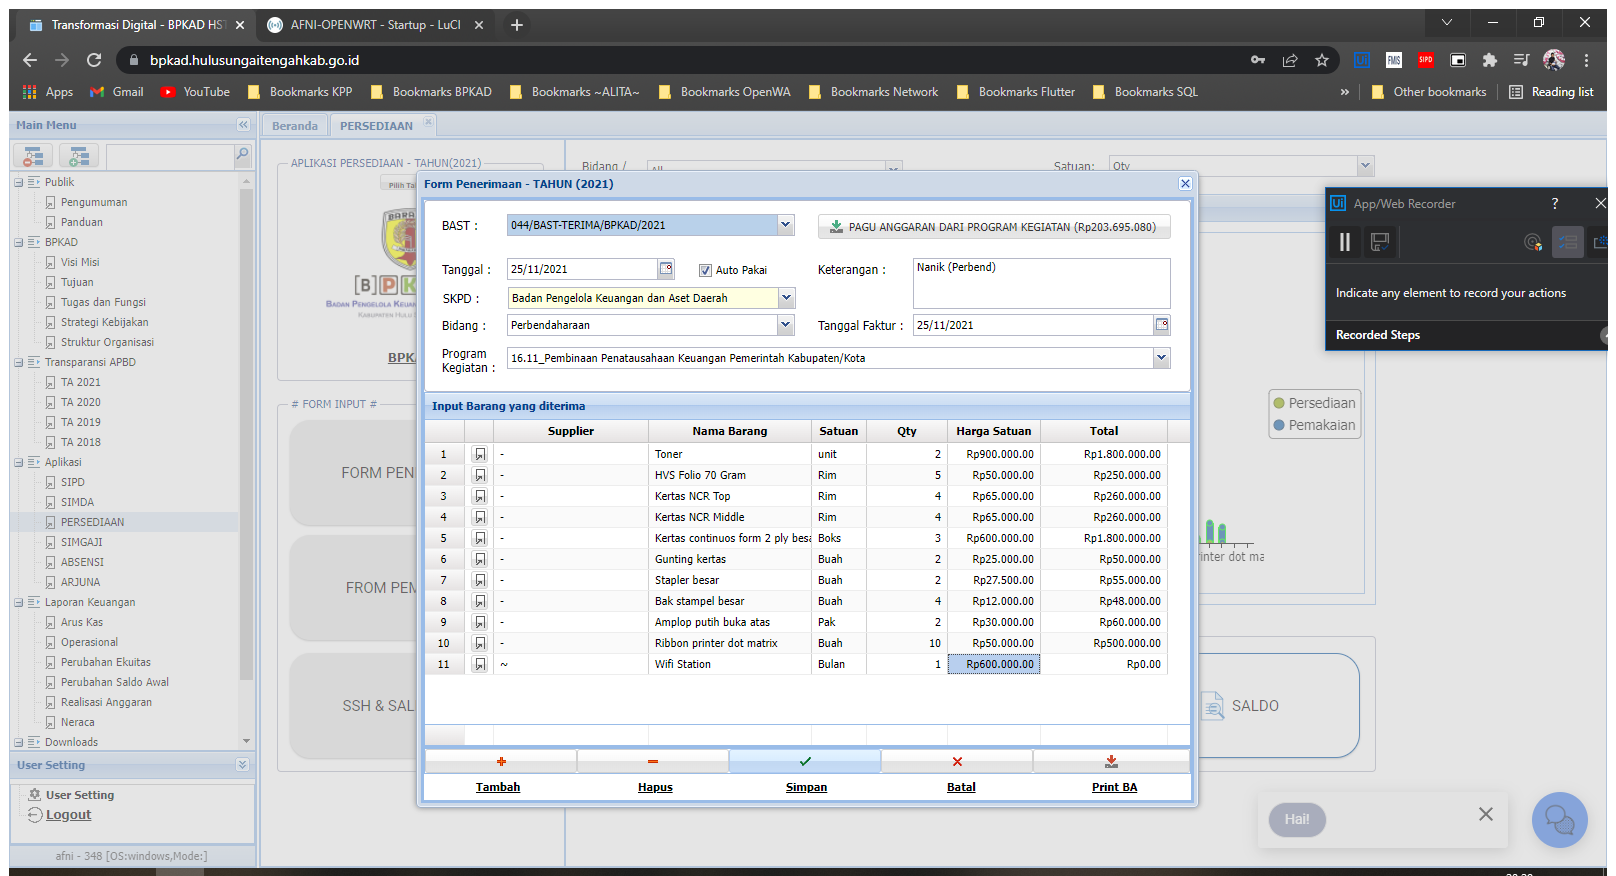 Transformasi Digital - BPKAD HST
AFNI-OPENWRT - Startup - LuCI
bpkad.hulusungaitengahkab.go.id
Apps
Gmail
YouTube
Bookmarks KPP
Bookmarks BPKAD
Bookmarks ~ALITA~
Bookmarks OpenWA
Bookmarks Network
Bookmarks Flutter
Bookmarks SQL
»
Other bookmarks
Reading list
Main Menu
Publik
Pengumuman
Panduan
BPKAD
Visi Misi
Tujuan
Tugas dan Fungsi
Strategi Kebijakan
Struktur Organisasi
Transparansi APBD
TA 2021
TA 2020
TA 2019
TA 2018
Aplikasi
SIPD
SIMDA
PERSEDIAAN
SIMGAJI
ABSENSI
ARJUNA
Laporan Keuangan
Arus Kas
Operasional
Perubahan Ekuitas
Perubahan Saldo Awal
Realisasi Anggaran
Neraca
Downloads
User Setting
User Setting
Logout
afni - 348 [OS:windows,Mode:]
Beranda
PERSEDIAAN
APLIKASI PERSEDIAAN - TAHUN(2021)
Pilih Ta
BARA
[B]PK
BADAN PENGELOLA KEUAN
KABUPATEN HULU
BPK
# FORM INPUT #
FORM PEN
FROM PEM
SSH & SAL
Bidang /
All
Satuan:
Qty
Form Penerimaan - TAHUN (2021)
BAST :
044/BAST-TERIMA/BPKAD/2021
PAGU ANGGARAN DARI PROGRAM KEGIATAN (Rp203.695.080)
Tanggal :
25/11/2021
Auto Pakai
Keterangan :
Nanik (Perbend)
SKPD :
Badan Pengelola Keuangan dan Aset Daerah
Bidang :
Perbendaharaan
Tanggal Faktur :
25/11/2021
Program
Kegiatan :
16.11_Pembinaan Penatausahaan Keuangan Pemerintah Kabupaten/Kota
Input Barang yang diterima
Supplier Nama Barang Satuan Qty Harga Satuan Total
1 - Toner unit 2 Rp900.000.00 Rp1.800.000.00
2 - HVS Folio 70 Gram Rim 5 Rp50.000.00 Rp250.000.00
3 - Kertas NCR Top Rim 4 Rp65.000.00 Rp260.000.00
4 - Kertas NCR Middle Rim 4 Rp65.000.00 Rp260.000.00
5 - Kertas continuos form 2 ply besa Boks 3 Rp600.000.00 Rp1.800.000.00
6 - Gunting kertas Buah 2 Rp25.000.00 Rp50.000.00
7 - Stapler besar Buah 2 Rp27.500.00 Rp55.000.00
8 - Bak stampel besar Buah 4 Rp12.000.00 Rp48.000.00
9 - Amplop putih buka atas Pak 2 Rp30.000.00 Rp60.000.00
10 - Ribbon printer dot matrix Buah 10 Rp50.000.00 Rp500.000.00
11 ~ Wifi Station Bulan 1 Rp600.000.00 Rp0.00
Tambah
Hapus
Simpan
Batal
Print BA
Ui App/Web Recorder ?
Indicate any element to record your actions
Recorded Steps
Persediaan
Pemakaian
inter dot ma
SALDO
Hai!